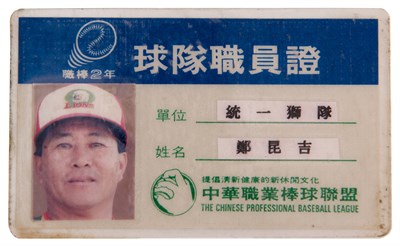 職棒2年
球隊職員證
單位 統一獅隊
姓名 鄭昆吉
提倡清新健康的新休閒文化
中華職業棒球聯盟
THE CHINESE PROFESSIONAL BASEBALL LEAGUE